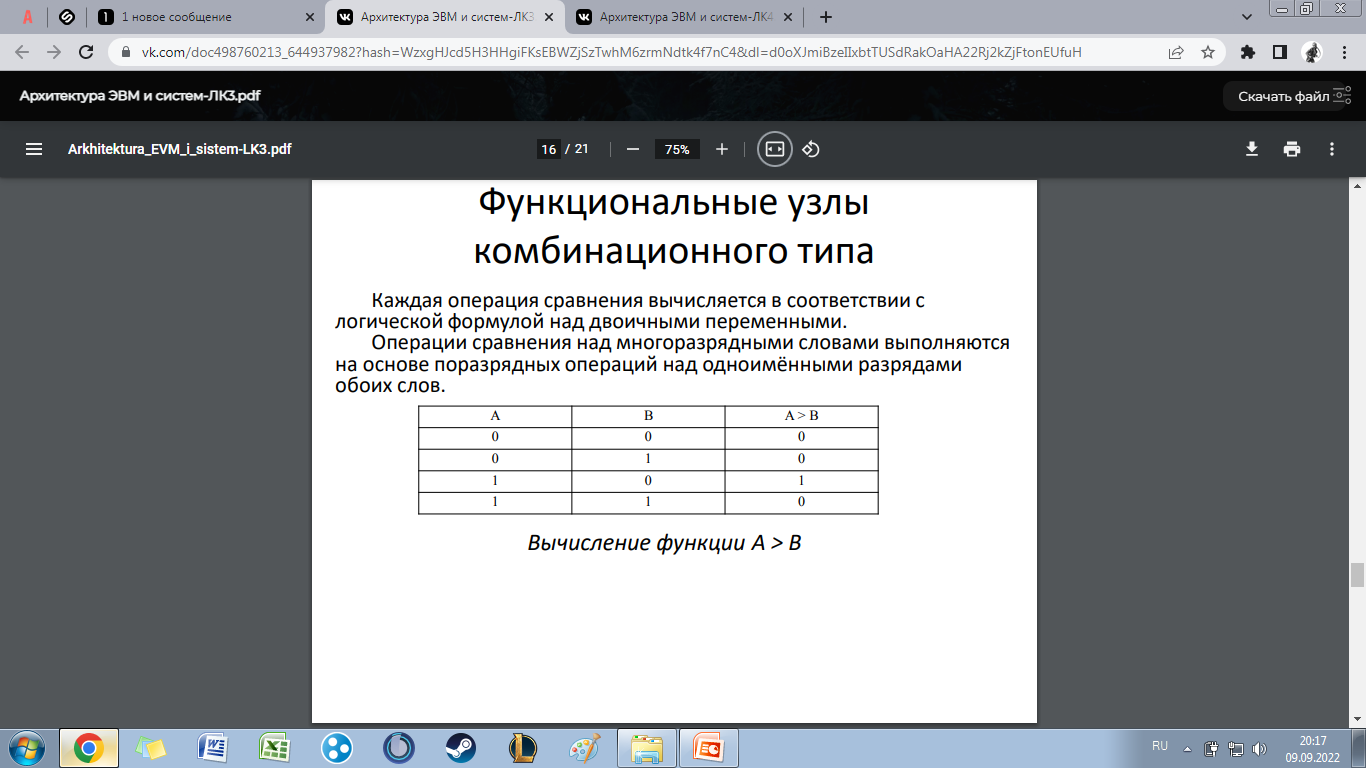 1 новое сообщение
Архитектура ЭВМ и систем-ЛК3
Архитектура ЭВМ и систем-ЛК4
vk.com/doc498760213_644937982?hash=WzxgHJcd5H3HHgiFKsEBWZjSzTwhM6zrmNdtk4f7nC4&dl=d0oXJmiBzeIIxbtTUSdRakOaHA22Rj2kZjFtonEUfuH
Архитектура ЭВМ и систем-ЛК3.pdf
Скачать файл
Arkhitektura_EVM_i_sistem-LK3.pdf
16 / 21
75%
Функциональные узлы
комбинационного типа
Каждая операция сравнения вычисляется в соответствии с
логической формулой над двоичными переменными.
Операции сравнения над многоразрядными словами выполняются
на основе поразрядных операций над одноимёнными разрядами
обоих слов.
A B A > B
0 0 0
0 1 0
1 0 1
1 1 0
Вычисление функции A > B
RU
20:17
09.09.2022